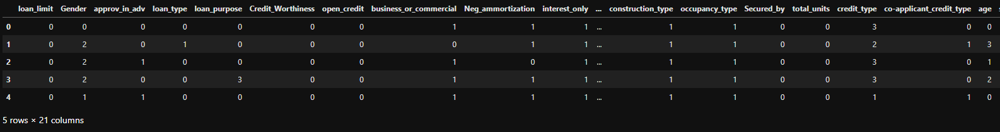 loan_limit Gender approv_in_adv loan_type loan_purpose Credit_Worthiness open_credit business_or_commercial Neg_ammortization interest_only ... construction_type occupancy_type Secured_by total_units credit_type co-applicant_credit_type age
0 0 0 0 0 0 0 0 1 1 1 ... 1 1 0 0 3 0 0
1 0 2 0 1 0 0 0 0 1 1 ... 1 1 0 0 2 1 3
2 0 2 1 0 0 0 0 1 0 1 ... 1 1 0 0 3 0 1
3 0 2 0 0 3 0 0 1 1 1 ... 1 1 0 0 3 0 2
4 0 1 1 0 0 0 0 1 1 1 ... 1 1 0 0 1 1 0
5 rows × 21 columns